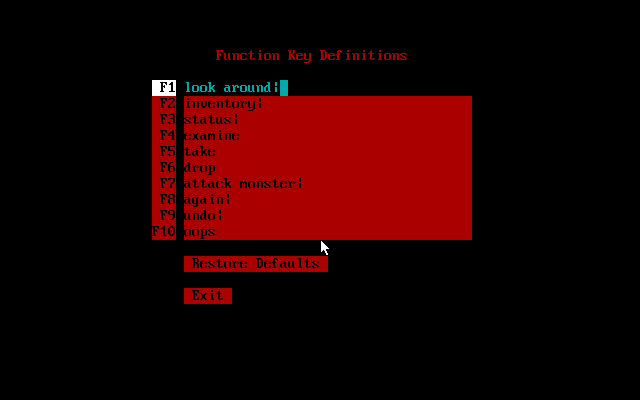 Function Key Definitions
F1 look around¦
F2 inventory¦
F3 status¦
F4 examine
F5 take
F6 drop
F7 attack monster¦
F8 again¦
F9 undo¦
F10 oops
Restore Defaults
Exit